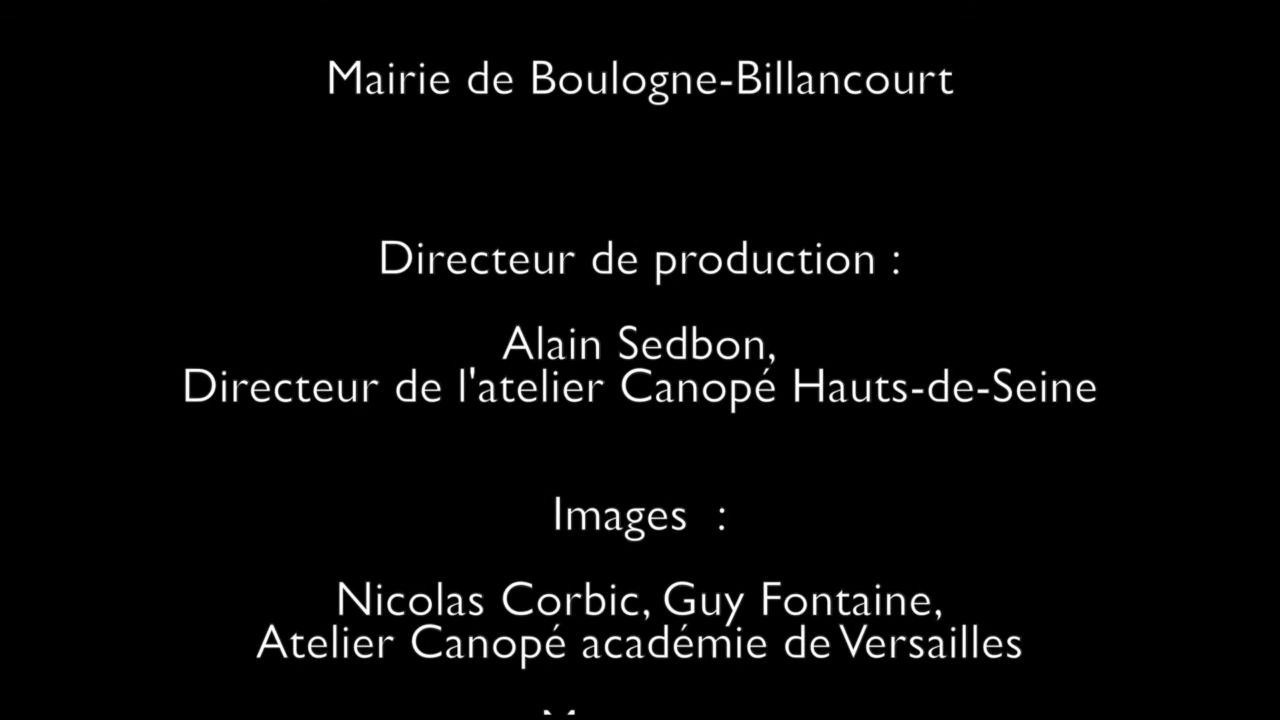 Mairie de Boulogne-Billancourt
Directeur de production :
Alain Sedbon,
Directeur de l'atelier Canopé Hauts-de-Seine
Images :
Nicolas Corbic, Guy Fontaine,
Atelier Canopé académie de Versailles